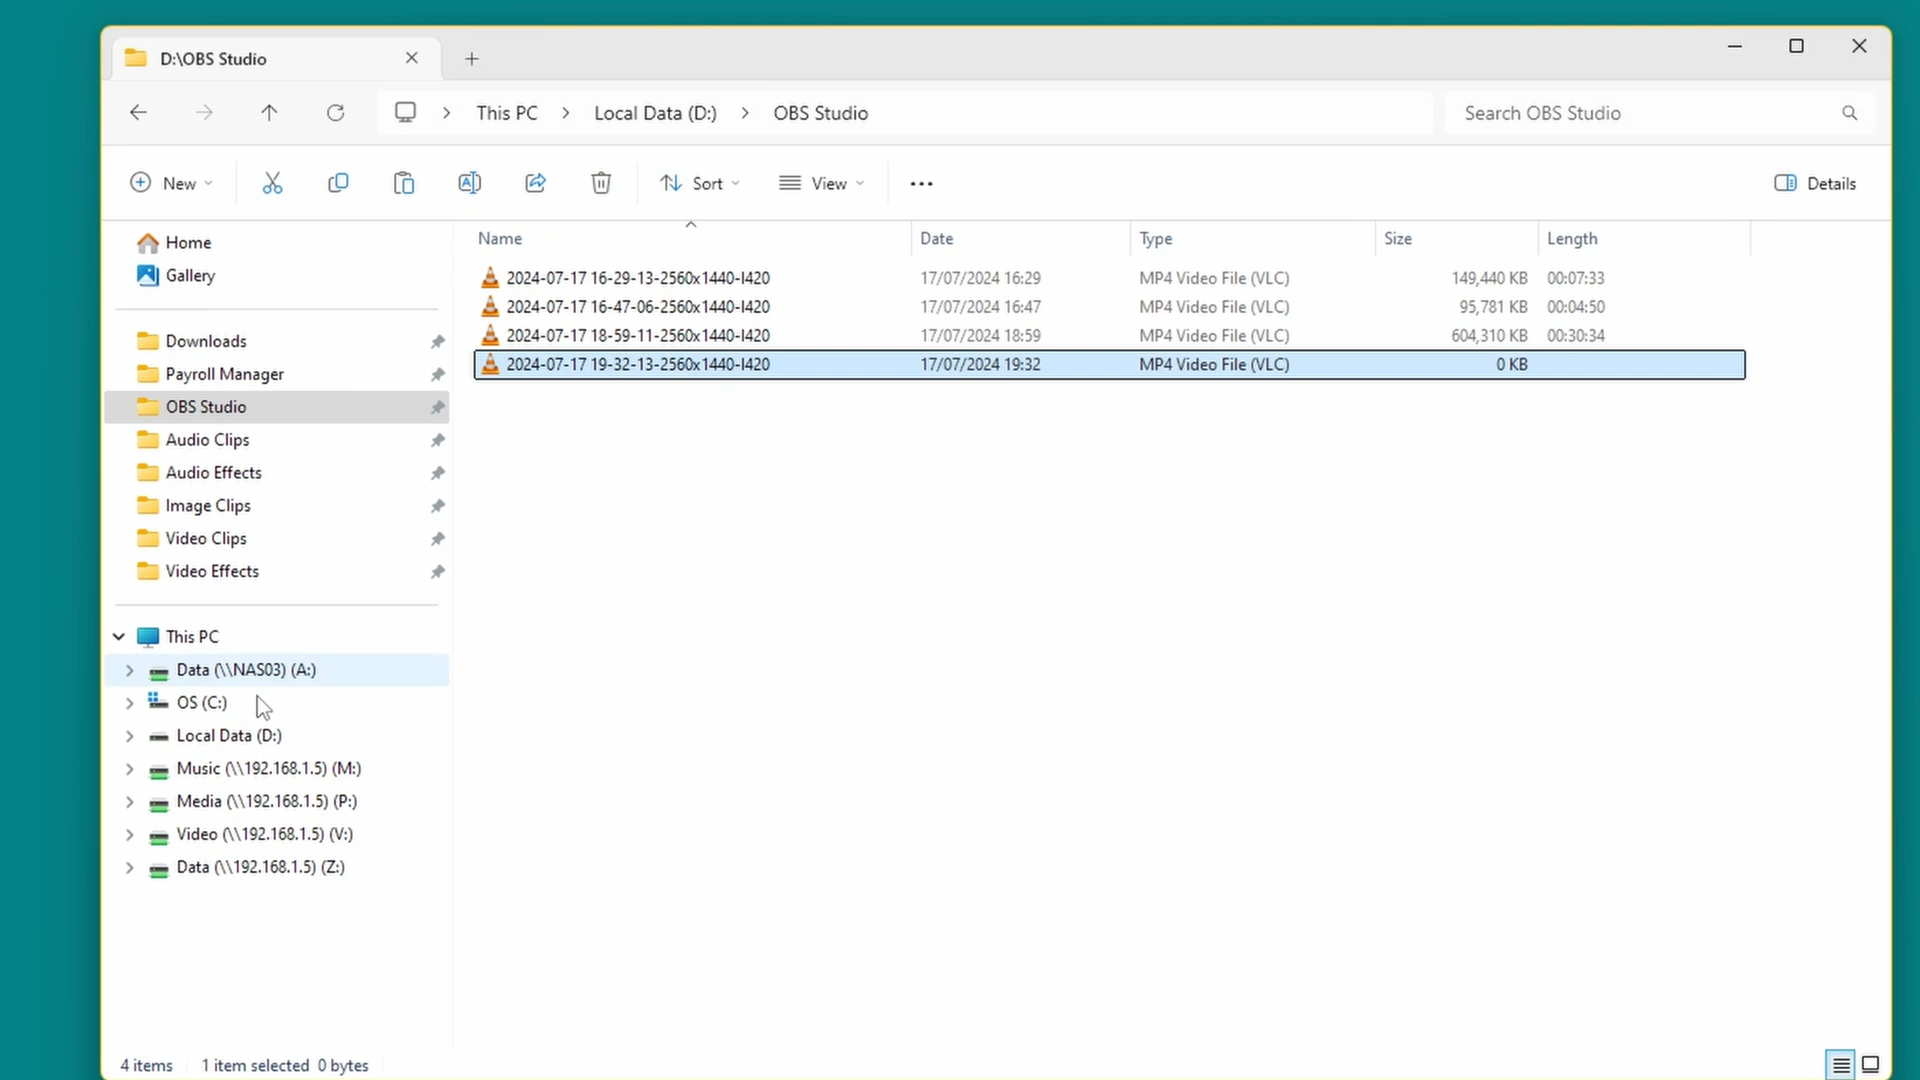 D:\OBS Studio
This PC > Local Data (D:) > OBS Studio
Search OBS Studio
New
Sort
View
Details
Home
Gallery
Downloads
Payroll Manager
OBS Studio
Audio Clips
Audio Effects
Image Clips
Video Clips
Video Effects
This PC
Data (\\NAS03) (A:)
OS (C:)
Local Data (D:)
Music (\\192.168.1.5) (M:)
Media (\\192.168.1.5) (P:)
Video (\\192.168.1.5) (V:)
Data (\\192.168.1.5) (Z:)
Name Date Type Size Length
2024-07-17 16-29-13-2560x1440-I420 17/07/2024 16:29 MP4 Video File (VLC) 149,440 KB 00:07:33
2024-07-17 16-47-06-2560x1440-I420 17/07/2024 16:47 MP4 Video File (VLC) 95,781 KB 00:04:50
2024-07-17 18-59-11-2560x1440-I420 17/07/2024 18:59 MP4 Video File (VLC) 604,310 KB 00:30:34
2024-07-17 19-32-13-2560x1440-I420 17/07/2024 19:32 MP4 Video File (VLC) 0 KB
4 items 1 item selected 0 bytes